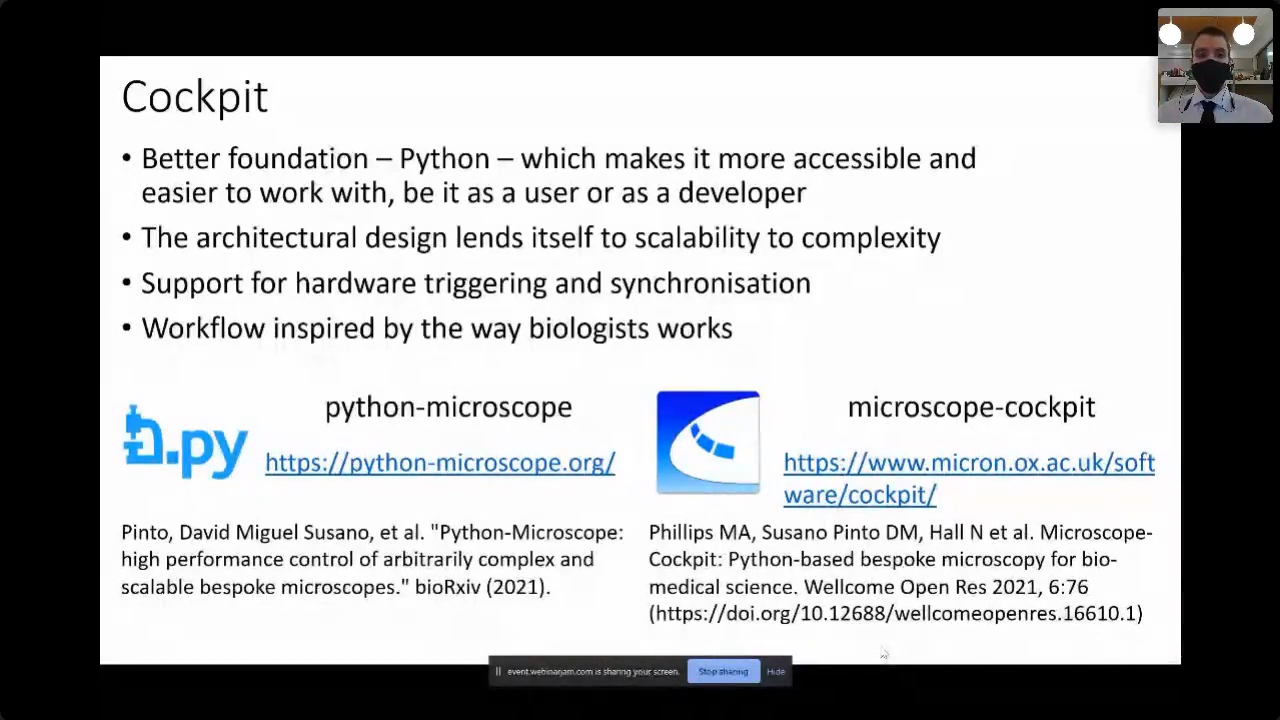 Cockpit
• Better foundation – Python – which makes it more accessible and
easier to work with, be it as a user or as a developer
• The architectural design lends itself to scalability to complexity
• Support for hardware triggering and synchronisation
• Workflow inspired by the way biologists works
.py
python-microscope
https://python-microscope.org/
Pinto, David Miguel Susano, et al. "Python-Microscope:
high performance control of arbitrarily complex and
scalable bespoke microscopes." bioRxiv (2021).
microscope-cockpit
https://www.micron.ox.ac.uk/soft
ware/cockpit/
Phillips MA, Susano Pinto DM, Hall N et al. Microscope-
Cockpit: Python-based bespoke microscopy for bio-
medical science. Wellcome Open Res 2021, 6:76
(https://doi.org/10.12688/wellcomeopenres.16610.1)
event.webinarjam.com is sharing your screen. Stop sharing Hide